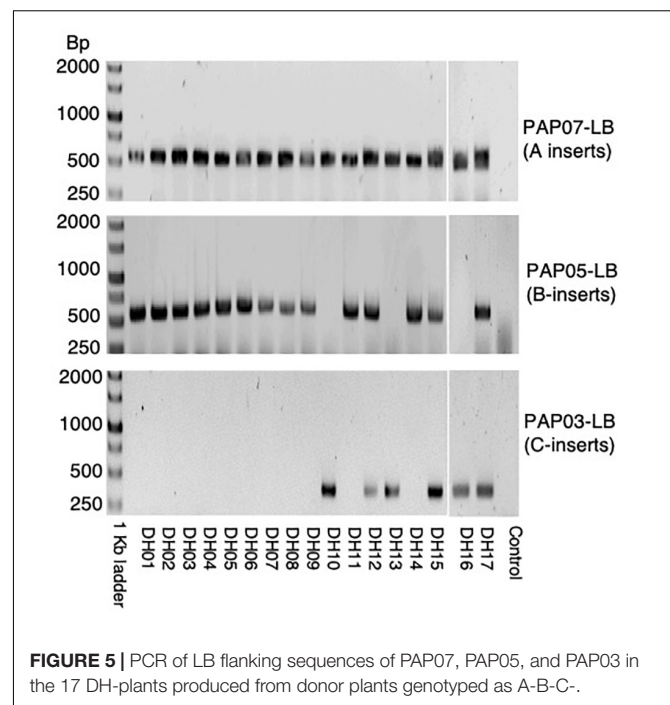 Bp
2000
1000
500
250
PAP07-LB
(A inserts)
2000
1000
500
250
PAP05-LB
(B-inserts)
2000
1000
500
250
PAP03-LB
(C-inserts)
1 Kb ladder
DH01
DH02
DH03
DH04
DH05
DH06
DH07
DH08
DH09
DH10
DH11
DH12
DH13
DH14
DH15
DH16
DH17
Control
FIGURE 5 | PCR of LB flanking sequences of PAP07, PAP05, and PAP03 in
the 17 DH-plants produced from donor plants genotyped as A-B-C-.